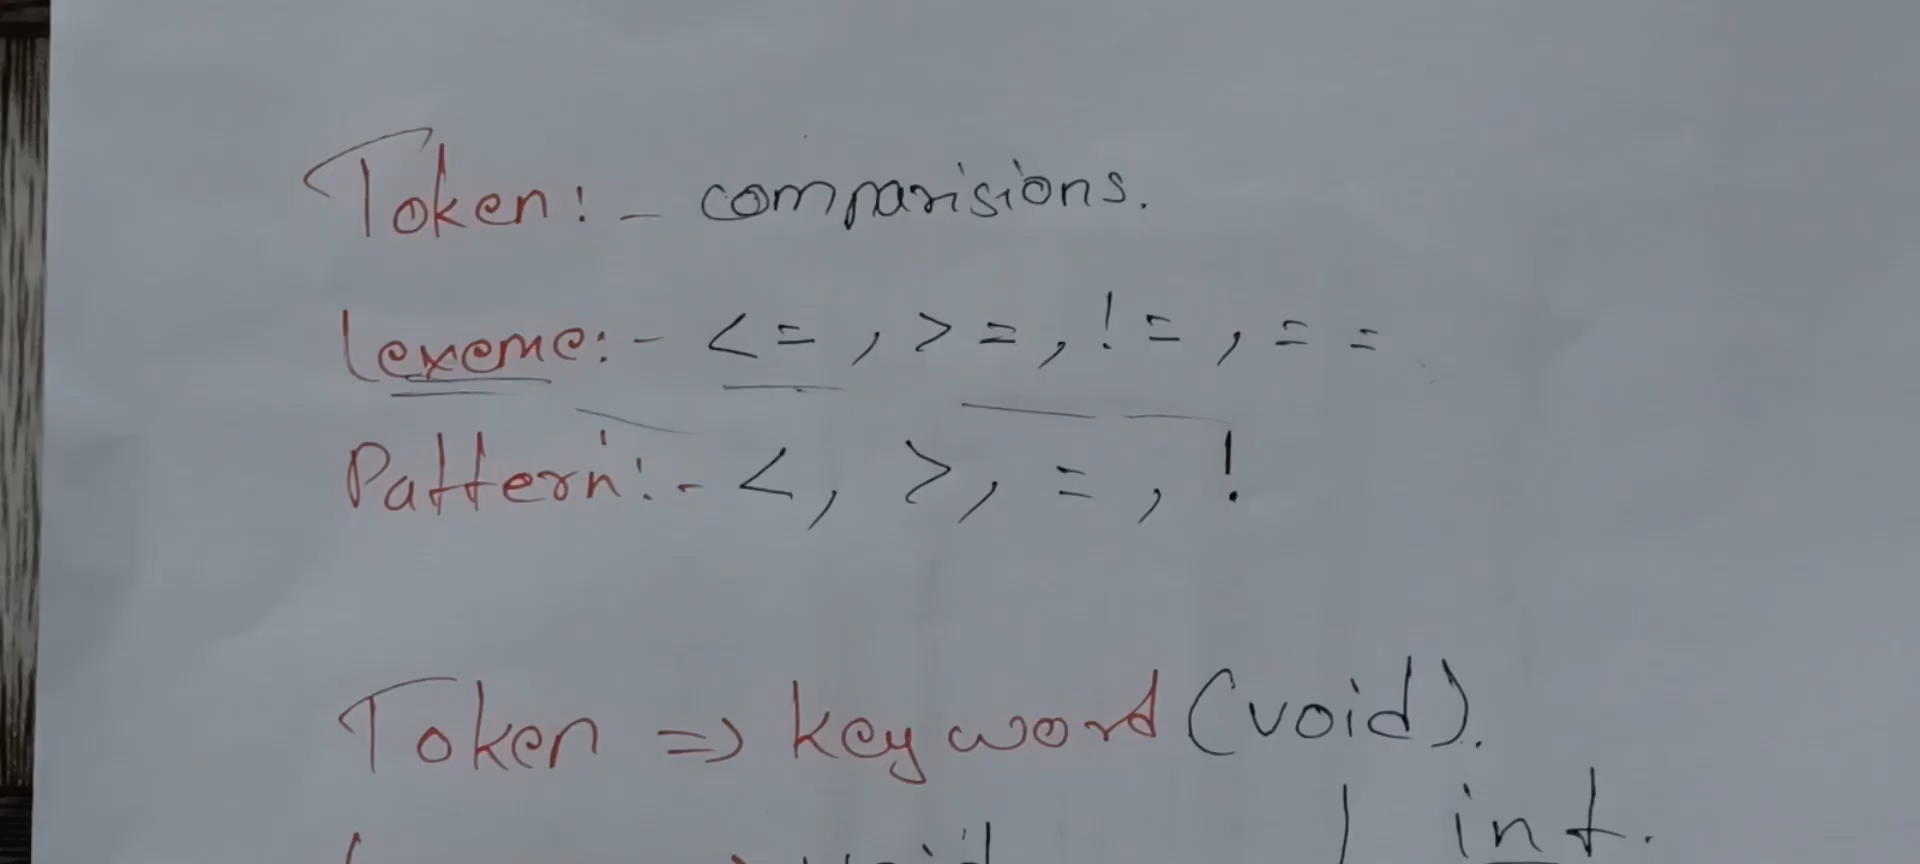 Token:- comparisions.
Lexeme:- <= , >= , != , ==
Pattern:- <, >, =, !
Token => keyword (void).
int.